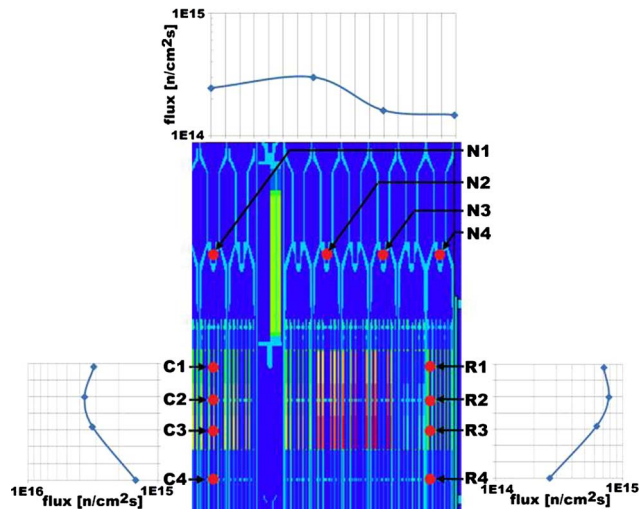 1E15
flux [n/cm2s]
1E14
N1
N2
N3
N4
C1
C2
C3
C4
R1
R2
R3
R4
1E16
1E15
flux [n/cm2s]
1E14
1E15
flux [n/cm2s]